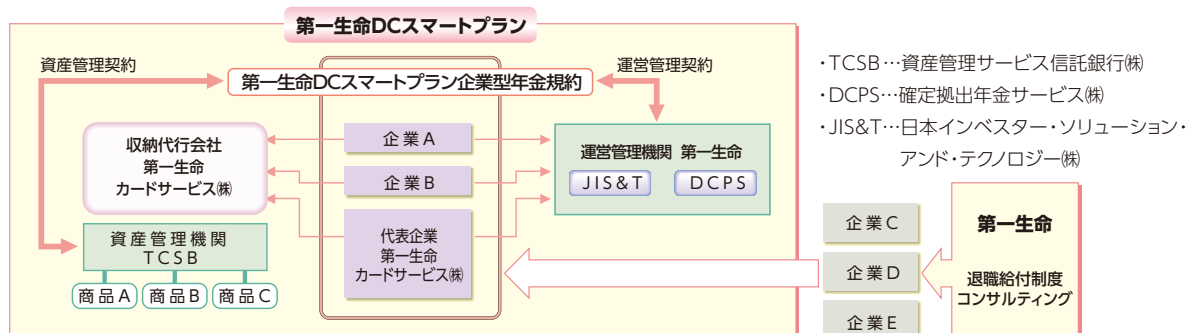 第一生命DCスマートプラン
資産管理契約
運営管理契約
第一生命DCスマートプラン企業型年金規約
収納代行会社
第一生命
カードサービス㈱
企業A
企業B
代表企業
第一生命
カードサービス㈱
運営管理機関 第一生命
JIS&T
DCPS
資産管理機関
TCSB
商品A
商品B
商品C
・TCSB…資産管理サービス信託銀行㈱
・DCPS…確定拠出年金サービス㈱
・JIS&T…日本インベスター・ソリューション・
アンド・テクノロジー㈱
企業C
企業D
企業E
第一生命
退職給付制度
コンサルティング